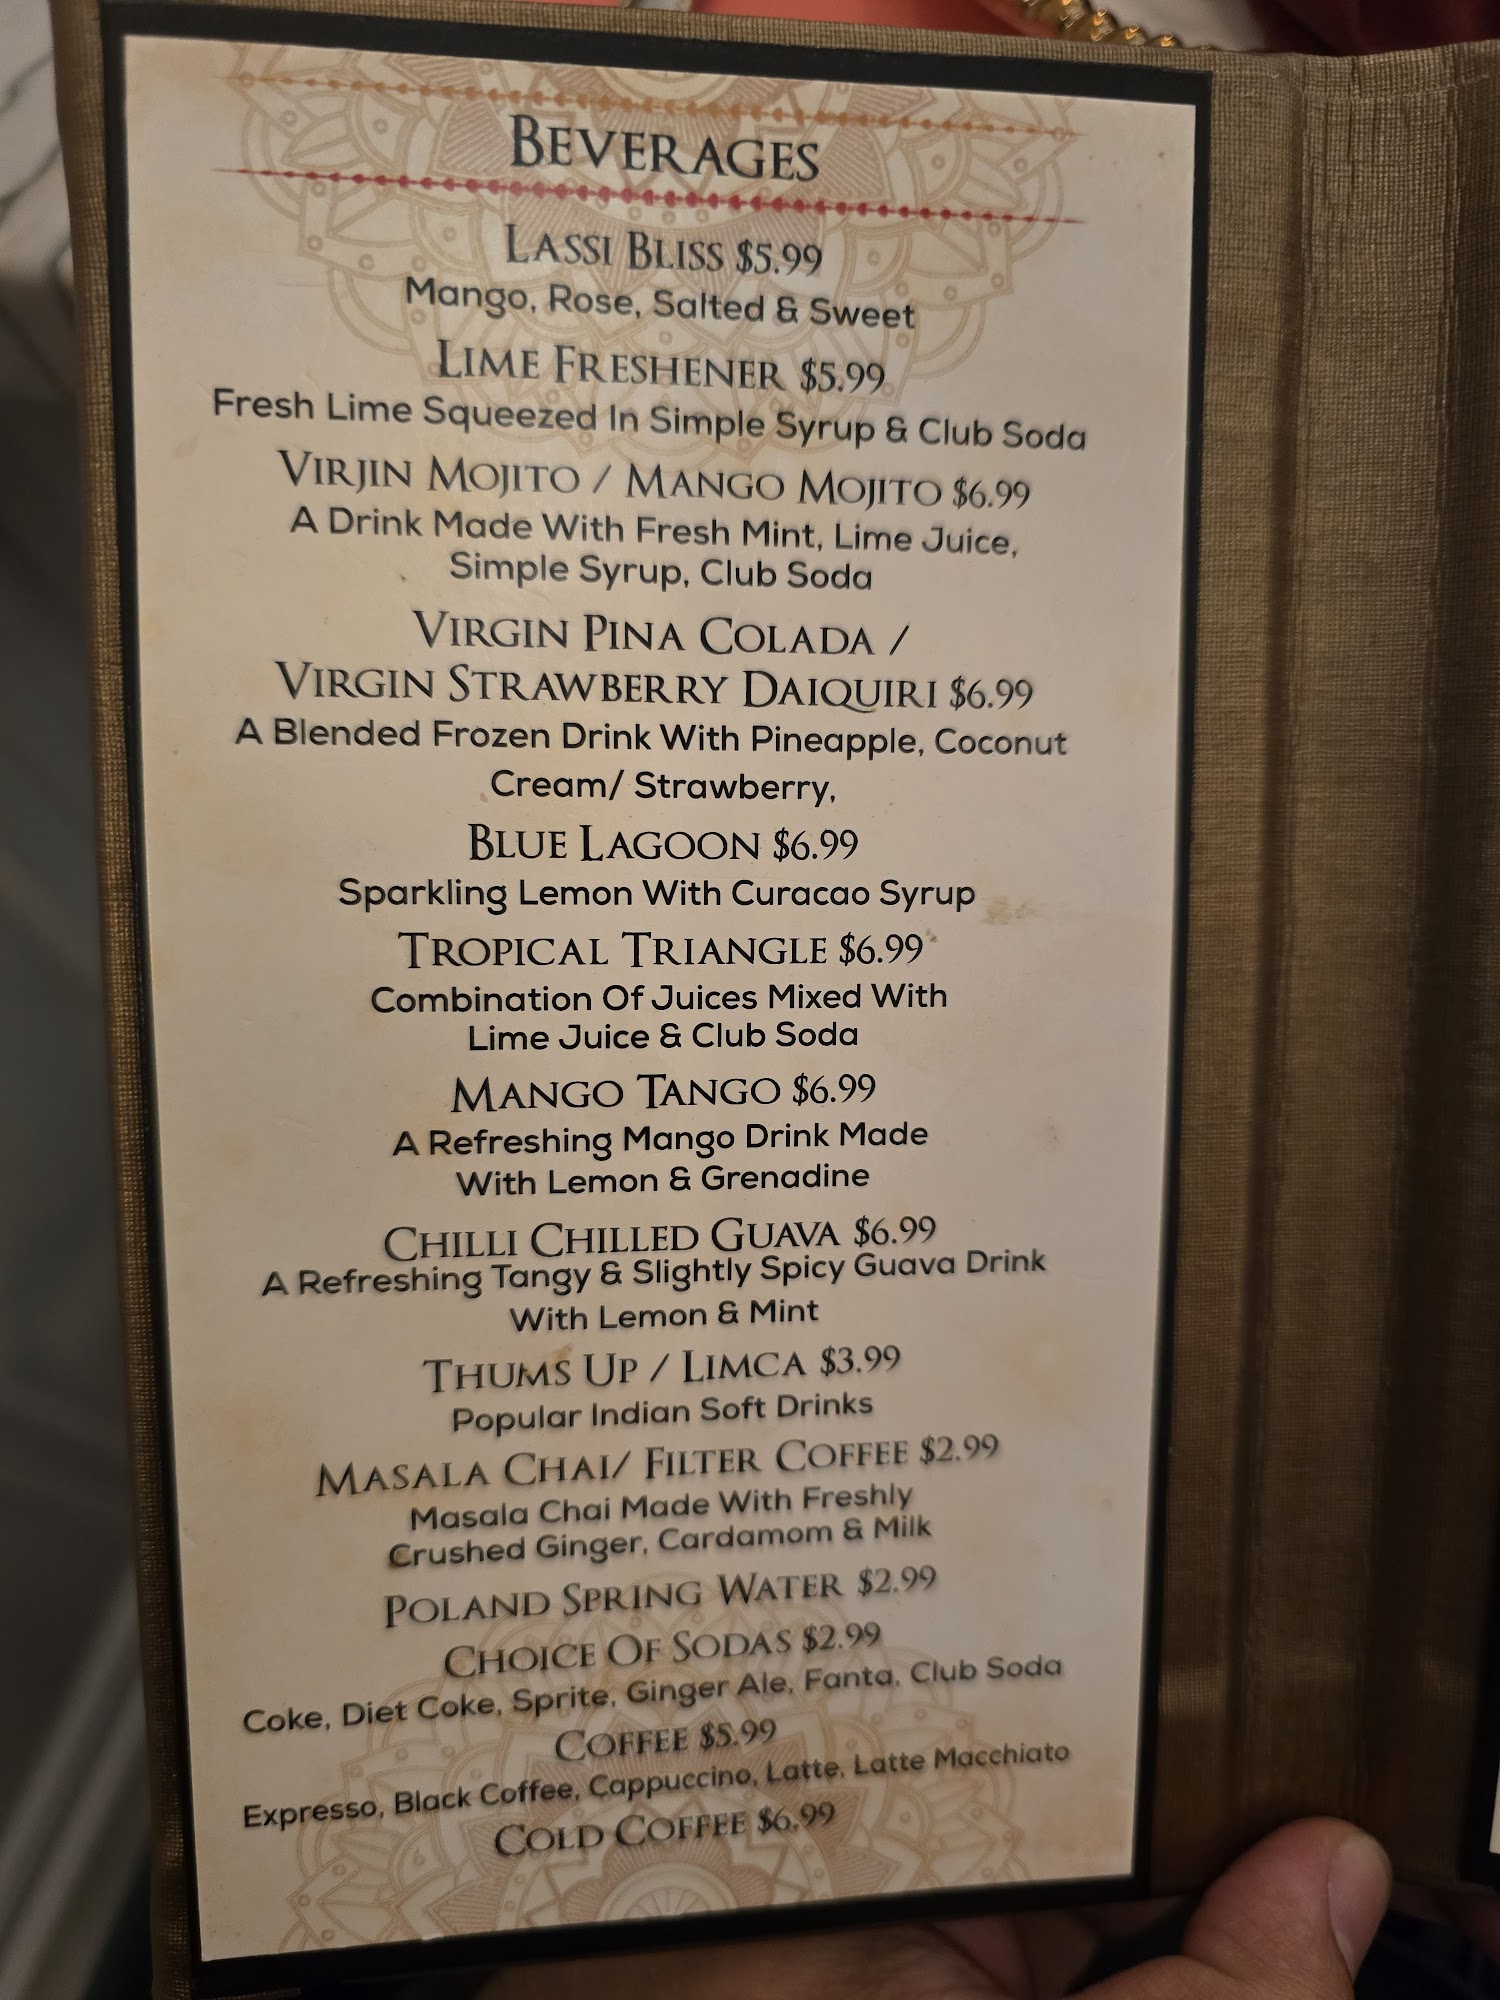 BEVERAGES
LASSI BLISS $5.99
Mango, Rose, Salted & Sweet
LIME FRESHENER $5.99
Fresh Lime Squeezed In Simple Syrup & Club Soda
VIRJIN MOJITO / MANGO MOJITO $6.99
A Drink Made With Fresh Mint, Lime Juice,
Simple Syrup, Club Soda
VIRGIN PINA COLADA /
VIRGIN STRAWBERRY DAIQUIRI $6.99
A Blended Frozen Drink With Pineapple, Coconut
Cream/ Strawberry,
BLUE LAGOON $6.99
Sparkling Lemon With Curacao Syrup
TROPICAL TRIANGLE $6.99
Combination Of Juices Mixed With
Lime Juice & Club Soda
MANGO TANGO $6.99
A Refreshing Mango Drink Made
With Lemon & Grenadine
CHILLI CHILLED GUAVA $6.99
A Refreshing Tangy & Slightly Spicy Guava Drink
With Lemon & Mint
THUMS UP / LIMCA $3.99
Popular Indian Soft Drinks
MASALA CHAI/ FILTER COFFEE $2.99
Masala Chai Made With Freshly
Crushed Ginger, Cardamom & Milk
POLAND SPRING WATER $2.99
CHOICE OF SODAS $2.99
Coke, Diet Coke, Sprite, Ginger Ale, Fanta, Club Soda
COFFEE $5.99
Expresso, Black Coffee, Cappuccino, Latte, Latte Macchiato
COLD COFFEE $6.99